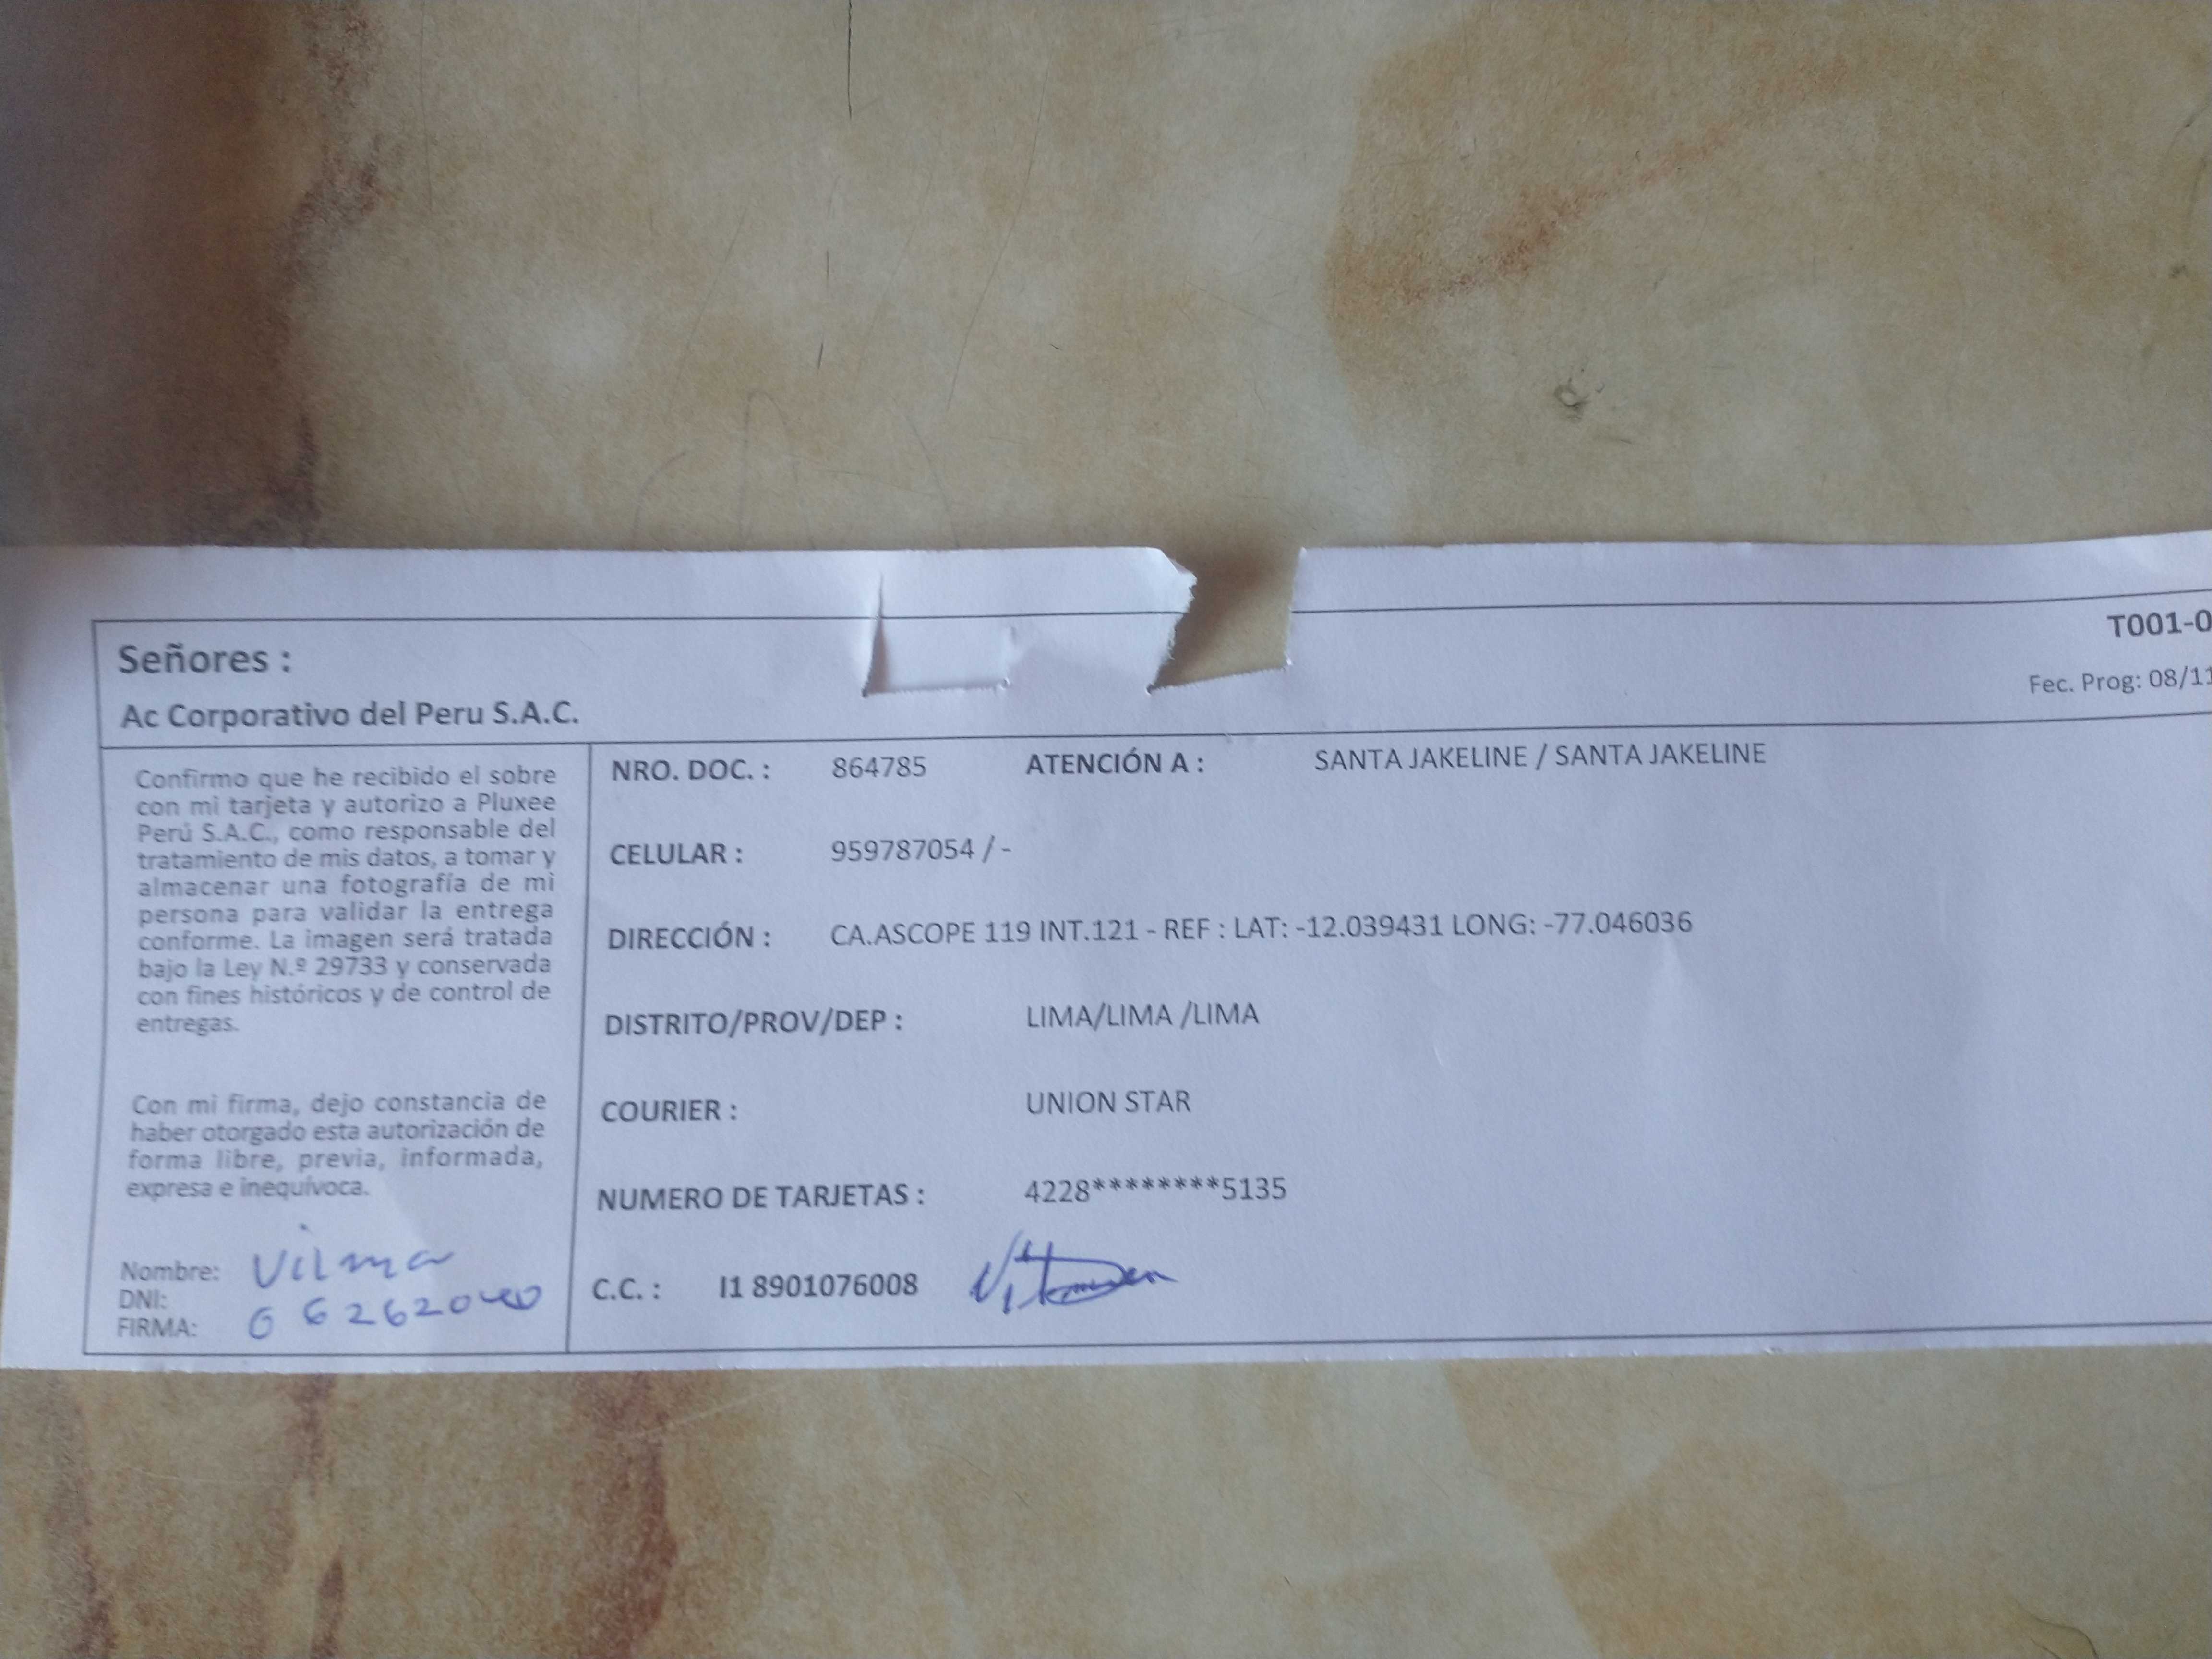 Señores :
T001-0
Fec. Prog: 08/11
Ac Corporativo del Peru S.A.C.
Confirmo que he recibido el sobre
con mi tarjeta y autorizo a Pluxee
Perú S.A.C., como responsable del
tratamiento de mis datos, a tomar y
almacenar una fotografía de mi
persona para validar la entrega
conforme. La imagen será tratada
bajo la Ley N.º 29733 y conservada
con fines históricos y de control de
entregas.
Con mi firma, dejo constancia de
haber otorgado esta autorización de
forma libre, previa, informada,
expresa e inequívoca.
Nombre: Vilma
DNI:
FIRMA:
NRO. DOC. : 864785 ATENCIÓN A : SANTA JAKELINE / SANTA JAKELINE
CELULAR : 959787054 / -
DIRECCIÓN : CA.ASCOPE 119 INT.121 - REF : LAT: -12.039431 LONG: -77.046036
DISTRITO/PROV/DEP : LIMA/LIMA /LIMA
COURIER : UNION STAR
NUMERO DE TARJETAS : 4228********5135
C.C. : I1 8901076008